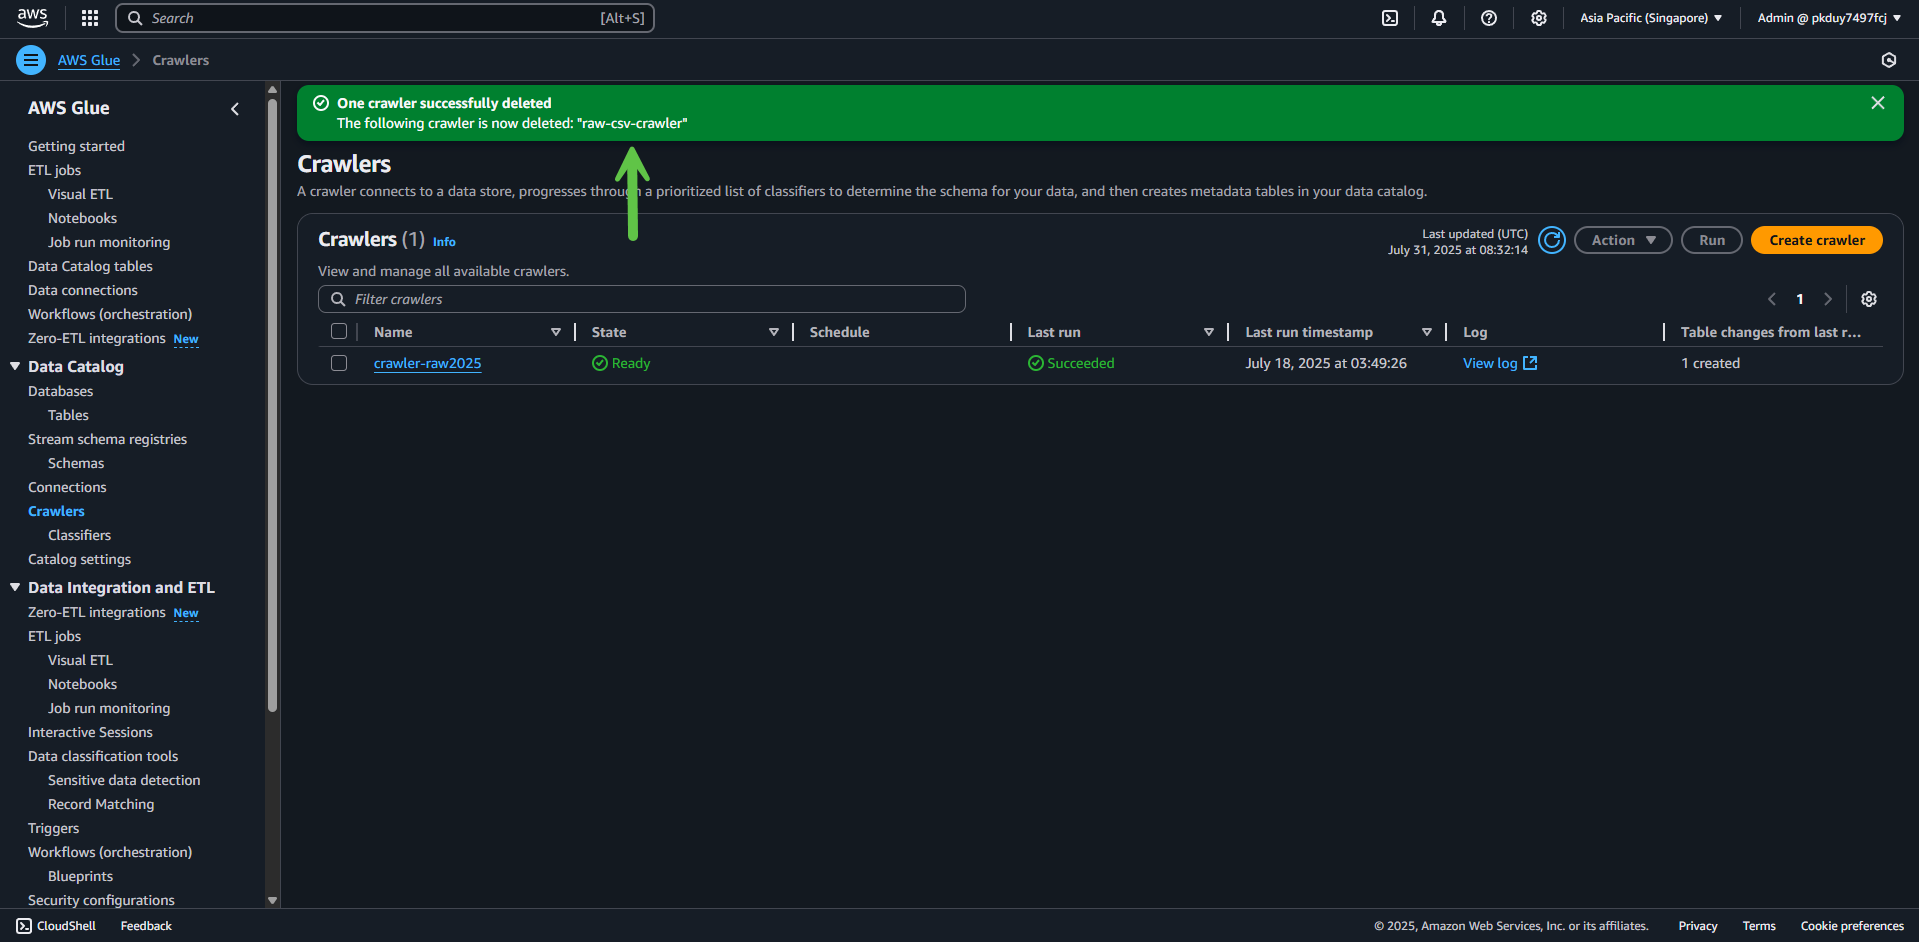 aws
Search [Alt+S]
Asia Pacific (Singapore)
Admin @ pkduy7497fcj
AWS Glue
Crawlers
AWS Glue
Getting started
ETL jobs
Visual ETL
Notebooks
Job run monitoring
Data Catalog tables
Data connections
Workflows (orchestration)
Zero-ETL integrations New
Data Catalog
Databases
Tables
Stream schema registries
Schemas
Connections
Crawlers
Classifiers
Catalog settings
Data Integration and ETL
Zero-ETL integrations New
ETL jobs
Visual ETL
Notebooks
Job run monitoring
Interactive Sessions
Data classification tools
Sensitive data detection
Record Matching
Triggers
Workflows (orchestration)
Blueprints
Security configurations
One crawler successfully deleted
The following crawler is now deleted: "raw-csv-crawler"
Crawlers
A crawler connects to a data store, progresses through a prioritized list of classifiers to determine the schema for your data, and then creates metadata tables in your data catalog.
Crawlers (1) Info
Last updated (UTC)
July 31, 2025 at 08:32:14
Action
Run
Create crawler
View and manage all available crawlers.
Filter crawlers
1
Name State Schedule Last run Last run timestamp Log Table changes from last r...
crawler-raw2025 Ready Succeeded July 18, 2025 at 03:49:26 View log 1 created
CloudShell
Feedback
© 2025, Amazon Web Services, Inc. or its affiliates.
Privacy
Terms
Cookie preferences